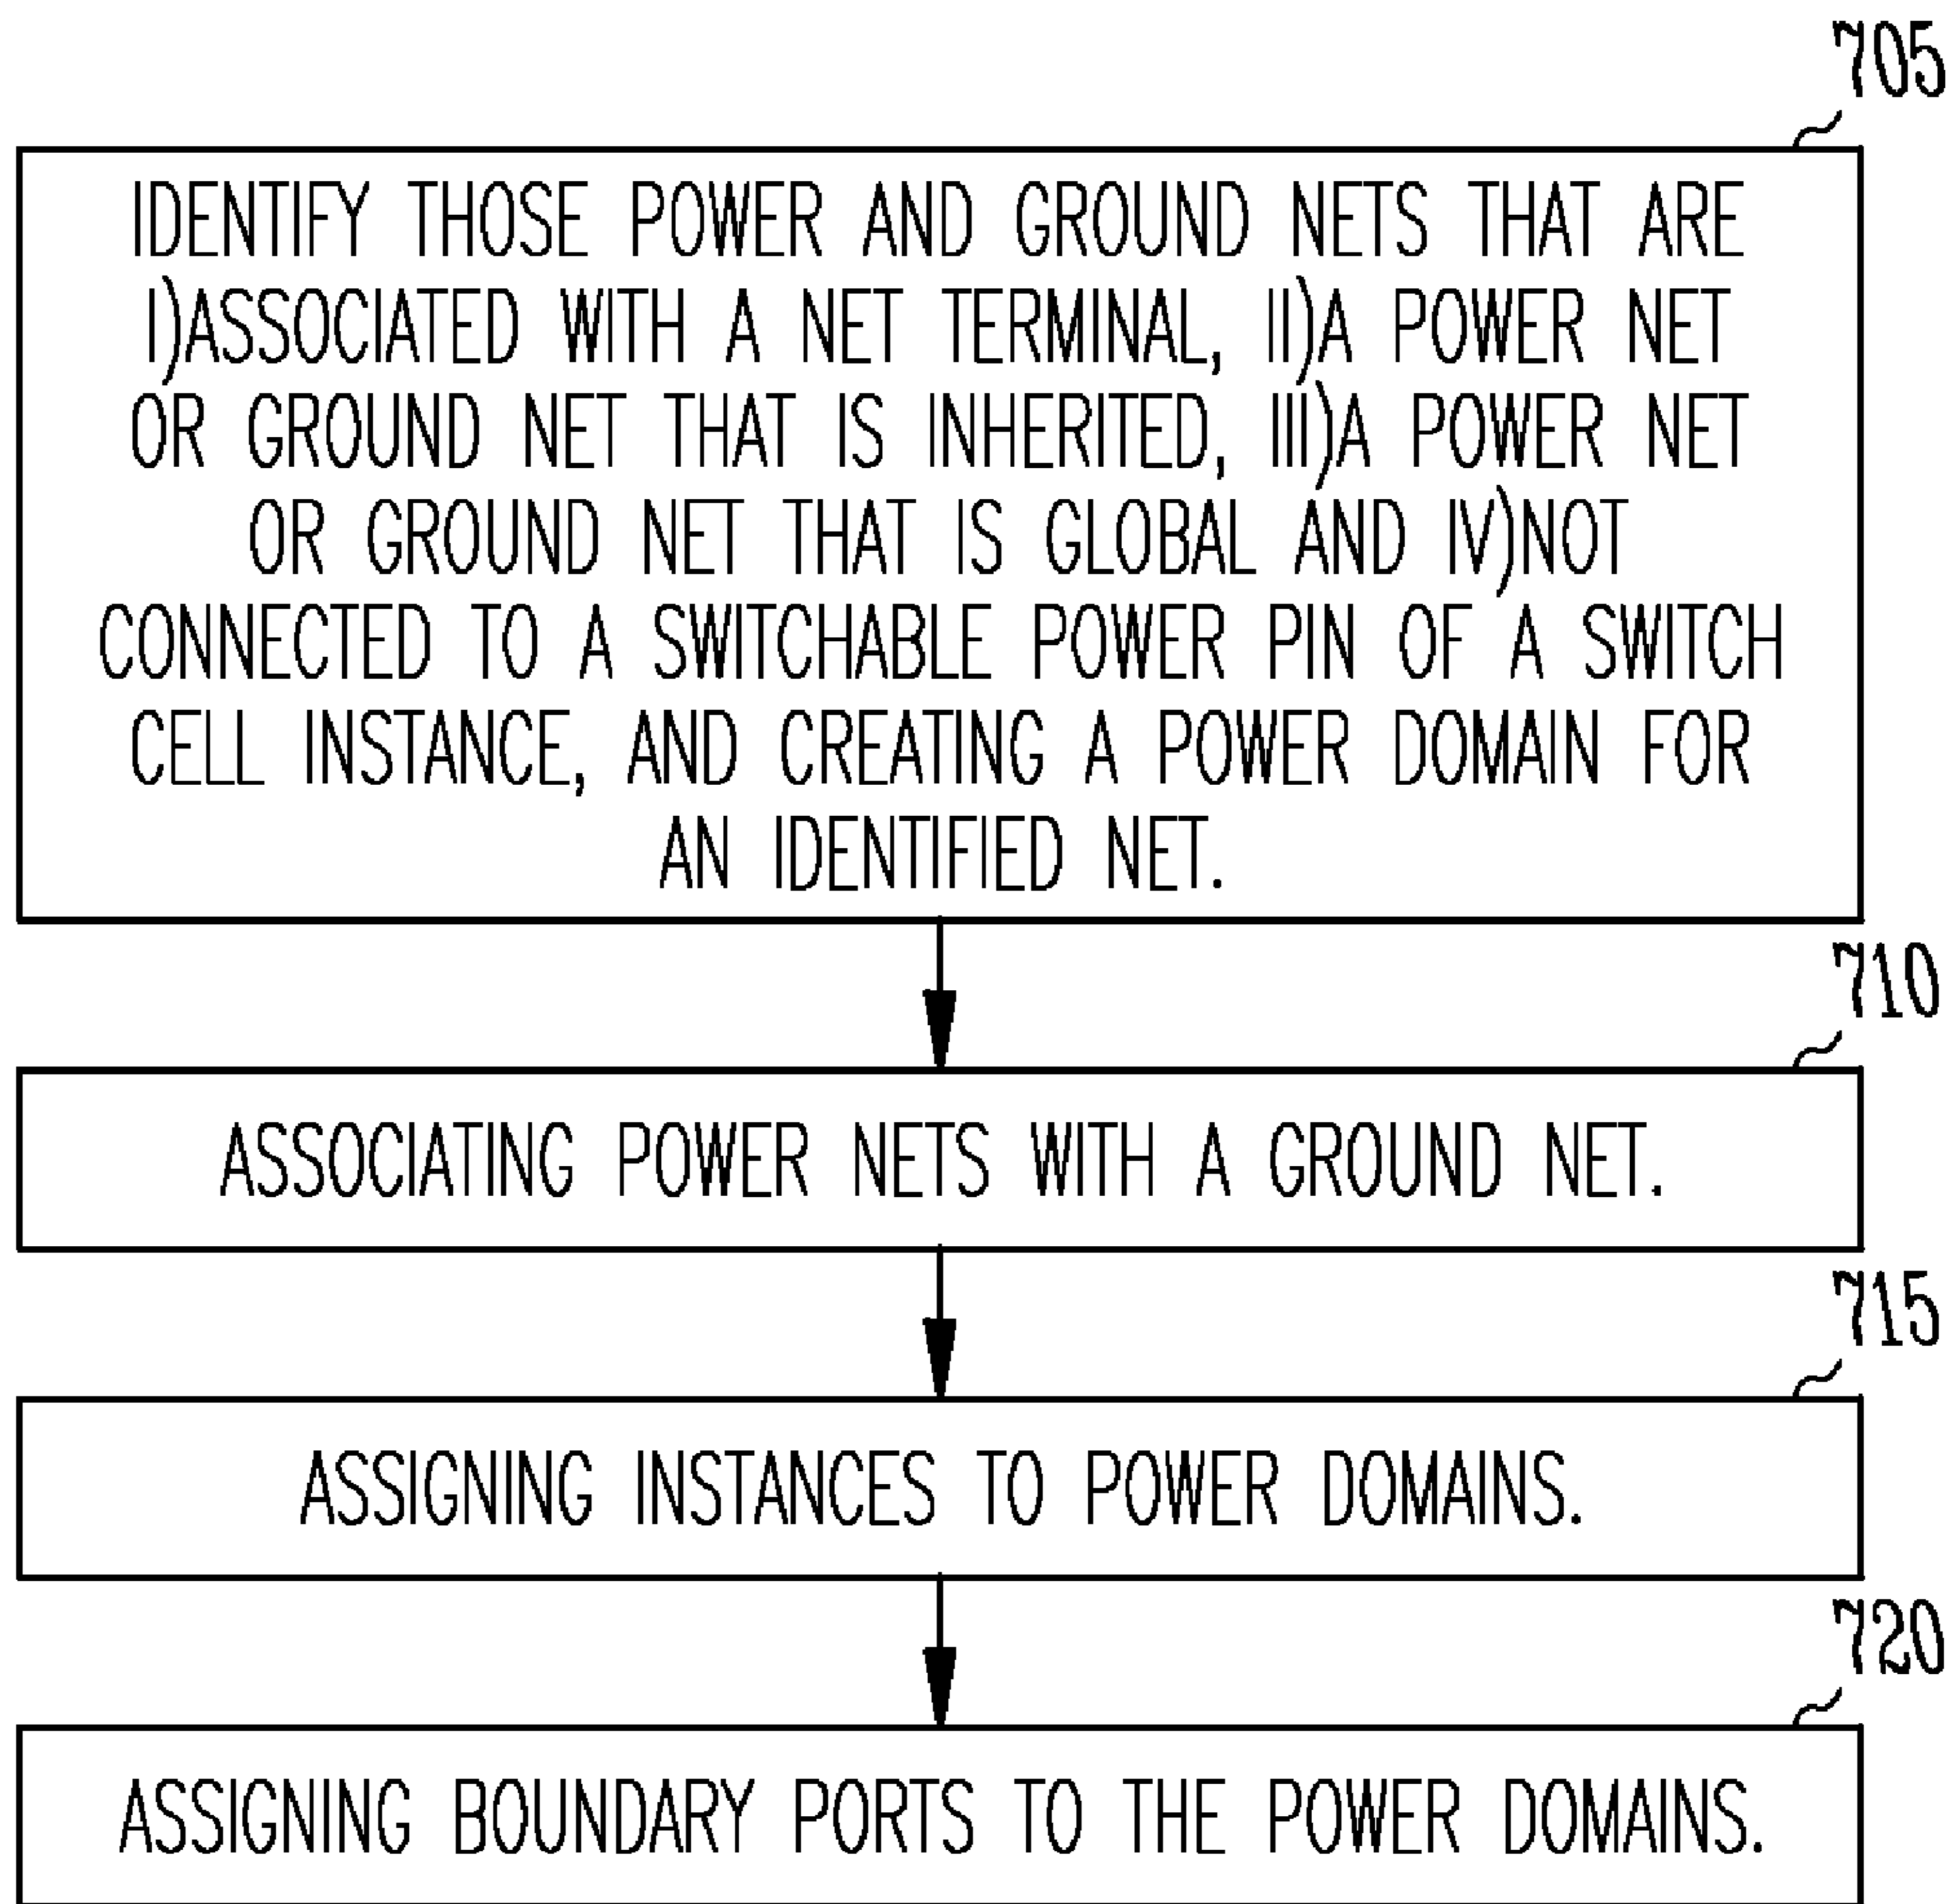 705
IDENTIFY THOSE POWER AND GROUND NETS THAT ARE
I)ASSOCIATED WITH A NET TERMINAL, II)A POWER NET
OR GROUND NET THAT IS INHERITED, III)A POWER NET
OR GROUND NET THAT IS GLOBAL AND IV)NOT
CONNECTED TO A SWITCHABLE POWER PIN OF A SWITCH
CELL INSTANCE, AND CREATING A POWER DOMAIN FOR
AN IDENTIFIED NET.
710
ASSOCIATING POWER NETS WITH A GROUND NET.
715
ASSIGNING INSTANCES TO POWER DOMAINS.
720
ASSIGNING BOUNDARY PORTS TO THE POWER DOMAINS.